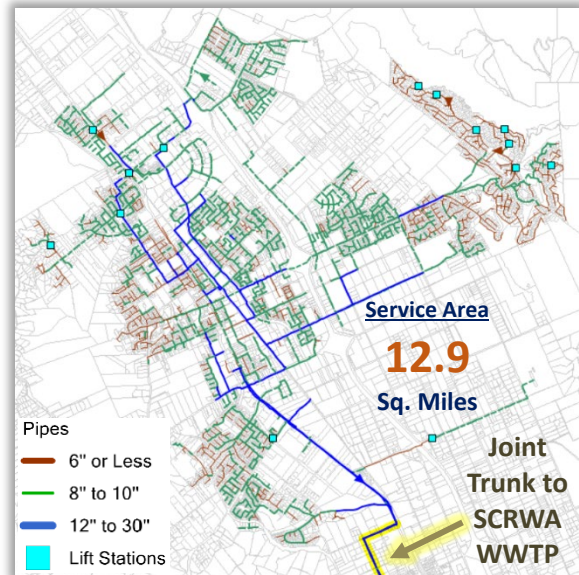 Service Area
12.9
Sq. Miles
Joint
Trunk to
SCRWA
WWTP
Pipes
6" or Less
8" to 10"
12" to 30"
Lift Stations